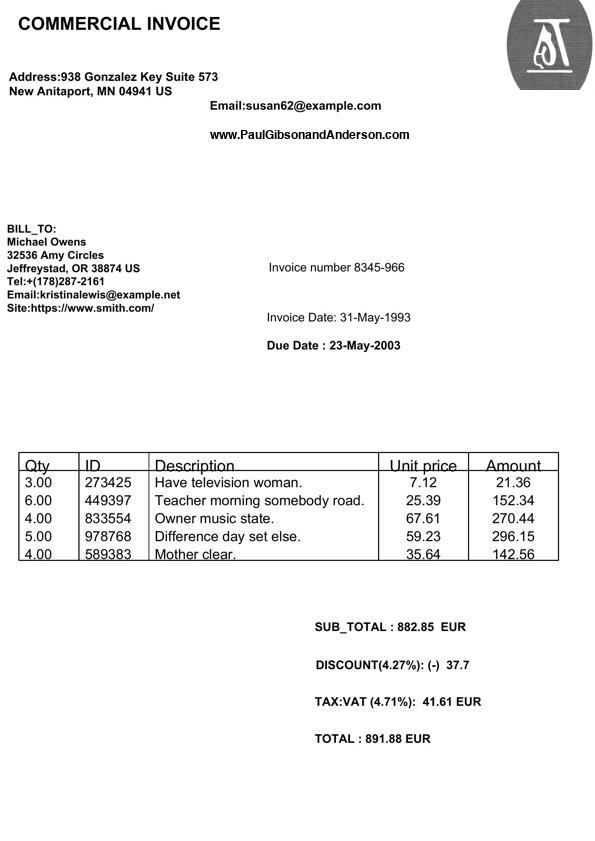 COMMERCIAL INVOICE
Address:938 Gonzalez Key Suite 573
New Anitaport, MN 04941 US
Email:susan62@example.com
www.PaulGibsonandAnderson.com
BILL_TO:
Michael Owens
32536 Amy Circles
Jeffreystad, OR 38874 US
Tel:+(178)287-2161
Email:kristinalewis@example.net
Site:https://www.smith.com/
Invoice number 8345-966
Invoice Date: 31-May-1993
Due Date : 23-May-2003
Qty ID Description Unit price Amount
3.00 273425 Have television woman. 7.12 21.36
6.00 449397 Teacher morning somebody road. 25.39 152.34
4.00 833554 Owner music state. 67.61 270.44
5.00 978768 Difference day set else. 59.23 296.15
4.00 589383 Mother clear. 35.64 142.56
SUB_TOTAL : 882.85 EUR
DISCOUNT(4.27%): (-) 37.7
TAX:VAT (4.71%): 41.61 EUR
TOTAL : 891.88 EUR